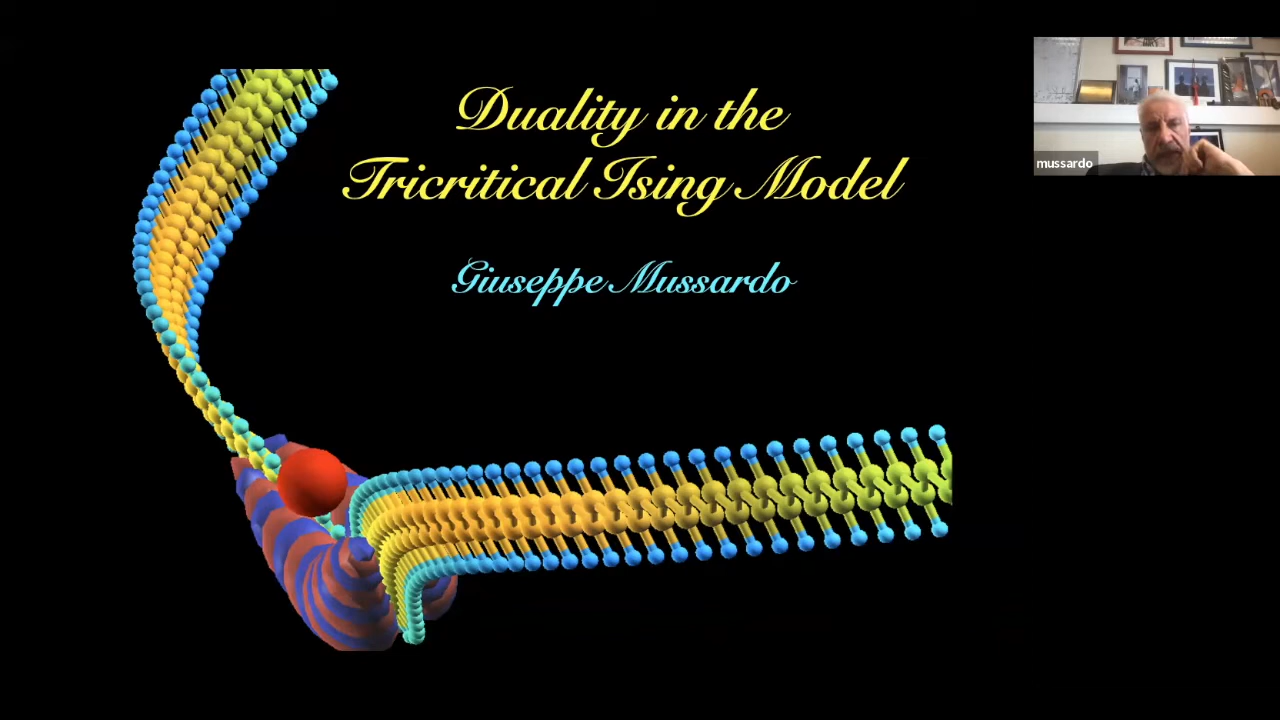 Duality in the
Tricritical Ising Model
Giuseppe Mussardo
mussardo